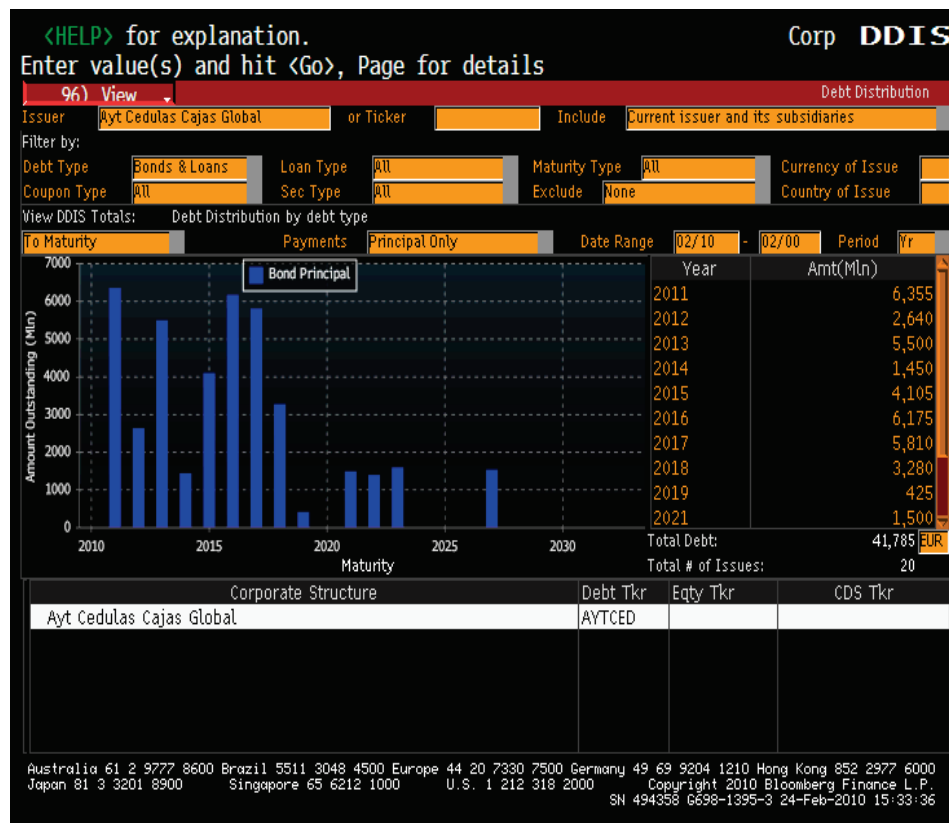 <HELP> for explanation. Corp DDIS
Enter value(s) and hit <Go>, Page for details
96) View Debt Distribution
Issuer Ayt Cedulas Cajas Global or Ticker Include Current issuer and its subsidiaries
Filter by:
Debt Type Bonds & Loans Loan Type All Maturity Type All Currency of Issue
Coupon Type All Sec Type All Exclude None Country of Issue
View DDIS Totals: Debt Distribution by debt type
To Maturity Payments Principal Only Date Range 02/10 - 02/00 Period Yr
Bond Principal
Amount Outstanding (Mln)
7000
6000
5000
4000
3000
2000
1000
0
2010 2015 2020 2025 2030
Maturity
Year Amt(Mln)
2011 6,355
2012 2,640
2013 5,500
2014 1,450
2015 4,105
2016 6,175
2017 5,810
2018 3,280
2019 425
2021 1,500
Total Debt: 41,785 EUR
Total # of Issues: 20
Corporate Structure Debt Tkr Eqty Tkr CDS Tkr
Ayt Cedulas Cajas Global AYTCED
Australia 61 2 9777 8600 Brazil 5511 3048 4500 Europe 44 20 7330 7500 Germany 49 69 9204 1210 Hong Kong 852 2977 6000
Japan 81 3 3201 8900 Singapore 65 6212 1000 U.S. 1 212 318 2000 Copyright 2010 Bloomberg Finance L.P.
SN 494358 G698-1395-3 24-Feb-2010 15:33:36